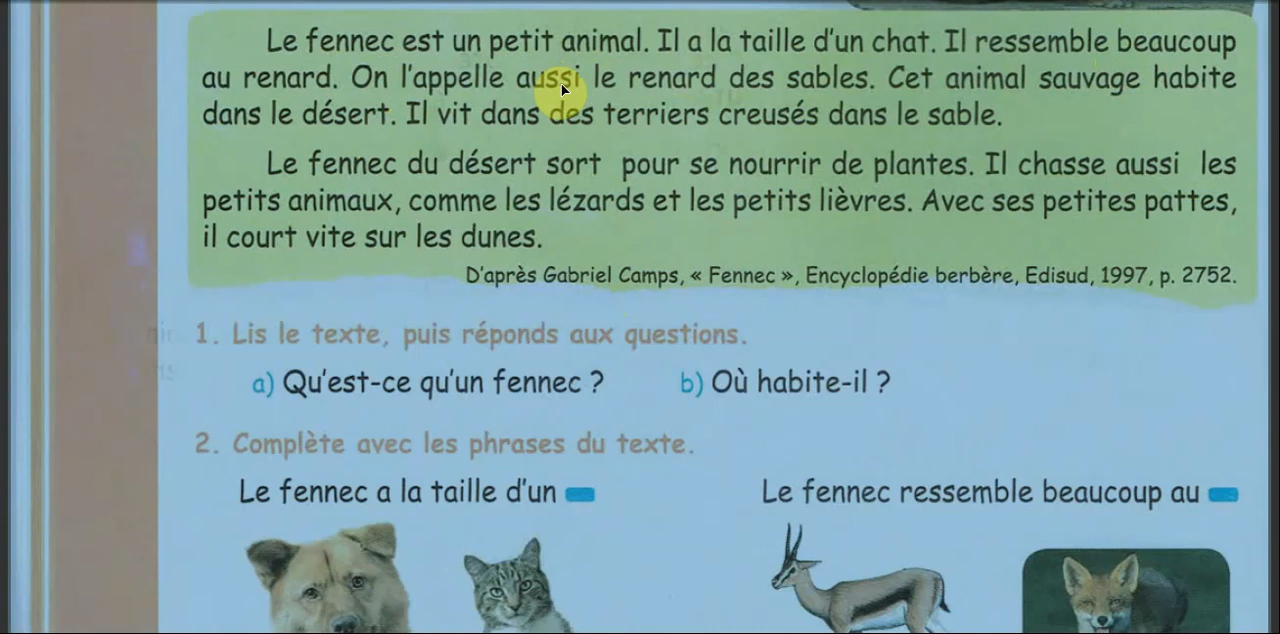 Le fennec est un petit animal. Il a la taille d'un chat. Il ressemble beaucoup
au renard. On l'appelle aussi le renard des sables. Cet animal sauvage habite
dans le désert. Il vit dans des terriers creusés dans le sable.
Le fennec du désert sort pour se nourrir de plantes. Il chasse aussi les
petits animaux, comme les lézards et les petits lièvres. Avec ses petites pattes,
il court vite sur les dunes.
D'après Gabriel Camps, « Fennec », Encyclopédie berbère, Edisud, 1997, p. 2752.
1. Lis le texte, puis réponds aux questions.
a) Qu'est-ce qu'un fennec ? b) Où habite-il ?
2. Complète avec les phrases du texte.
Le fennec a la taille d'un Le fennec ressemble beaucoup au